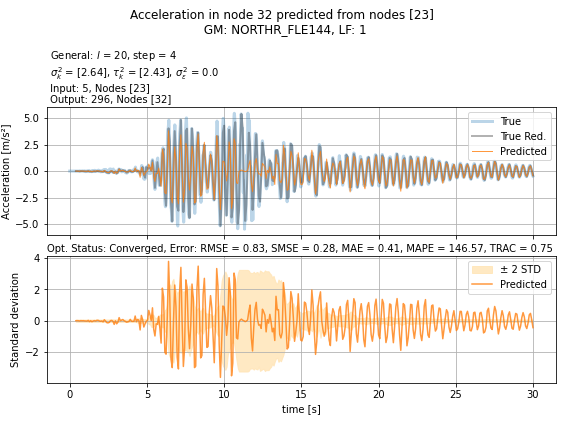 Acceleration in node 32 predicted from nodes [23]
GM: NORTHR_FLE144, LF: 1
General: l = 20, step = 4
σ²ₖ = [2.64], τ²ₖ = [2.43], σ²ε = 0.0
Input: 5, Nodes [23]
Output: 296, Nodes [32]
Acceleration [m/s²]
5.0
2.5
0.0
−2.5
−5.0
True
True Red.
Predicted
Opt. Status: Converged, Error: RMSE = 0.83, SMSE = 0.28, MAE = 0.41, MAPE = 146.57, TRAC = 0.75
Standard deviation
4
2
0
−2
± 2 STD
Predicted
0 5 10 15 20 25 30
time [s]